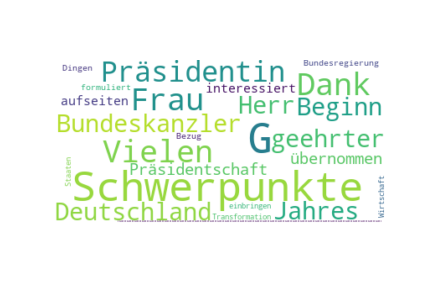 Dingen
Präsidentin
Bundesregierung
formuliert
interessiert
Dank
aufseiten
Frau
Herr
Beginn
Bundeskanzler
Bezug
G
geehrter
Vielen
übernommen
Staaten
Präsidentschaft
Schwerpunkte
Wirtschaft
Deutschland
einbringen
Jahres
Transformation